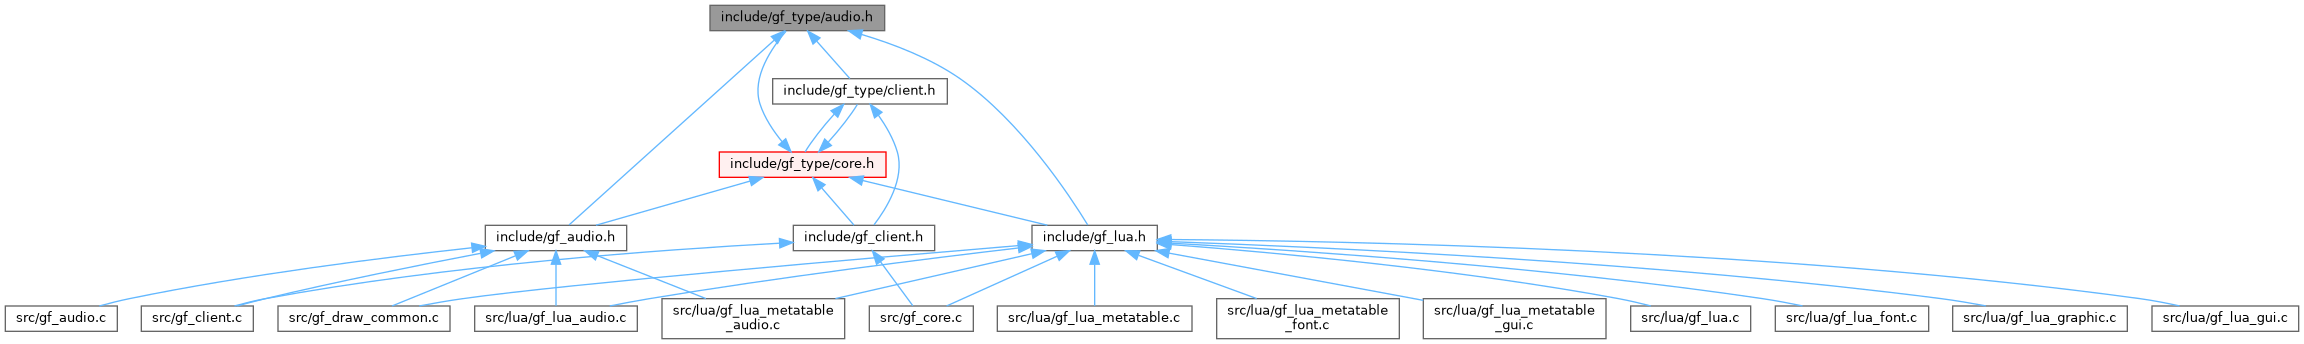 include/gf_type/audio.h
include/gf_type/client.h
include/gf_type/core.h
include/gf_audio.h
include/gf_client.h
include/gf_lua.h
src/gf_audio.c
src/gf_client.c
src/gf_draw_common.c
src/lua/gf_lua_audio.c
src/lua/gf_lua_metatable
_audio.c
src/gf_core.c
src/lua/gf_lua_metatable.c
src/lua/gf_lua_metatable
_font.c
src/lua/gf_lua_metatable
_gui.c
src/lua/gf_lua.c
src/lua/gf_lua_font.c
src/lua/gf_lua_graphic.c
src/lua/gf_lua_gui.c